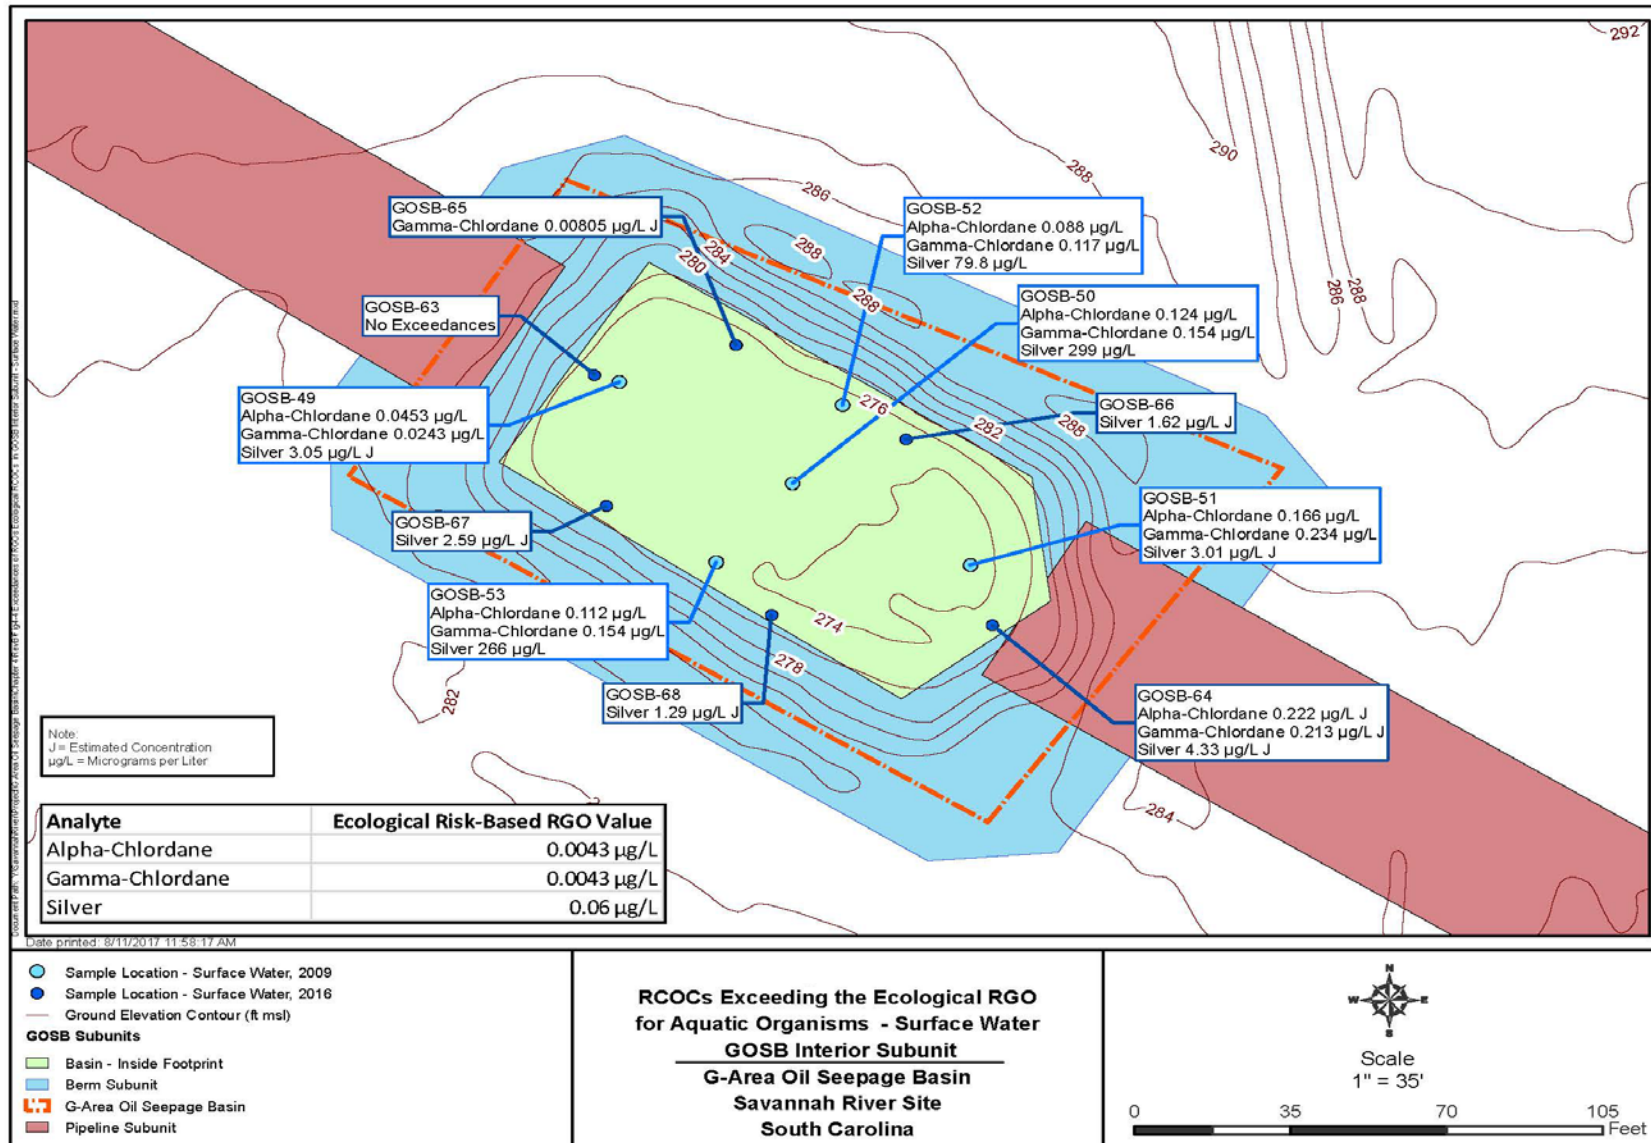 292
290
288
286
286
288
GOSB-65
Gamma-Chlordane 0.00805 µg/L J
GOSB-52
Alpha-Chlordane 0.088 µg/L
Gamma-Chlordane 0.117 µg/L
Silver 79.8 µg/L
284
280
288
288
GOSB-63
No Exceedances
GOSB-50
Alpha-Chlordane 0.124 µg/L
Gamma-Chlordane 0.154 µg/L
Silver 299 µg/L
GOSB-49
Alpha-Chlordane 0.0453 µg/L
Gamma-Chlordane 0.0243 µg/L
Silver 3.05 µg/L J
276
282
288
GOSB-66
Silver 1.62 µg/L J
GOSB-67
Silver 2.59 µg/L J
GOSB-51
Alpha-Chlordane 0.166 µg/L
Gamma-Chlordane 0.234 µg/L
Silver 3.01 µg/L J
GOSB-53
Alpha-Chlordane 0.112 µg/L
Gamma-Chlordane 0.154 µg/L
Silver 266 µg/L
274
278
282
GOSB-68
Silver 1.29 µg/L J
GOSB-64
Alpha-Chlordane 0.222 µg/L J
Gamma-Chlordane 0.213 µg/L J
Silver 4.33 µg/L J
284
Note:
J = Estimated Concentration
µg/L = Micrograms per Liter
Analyte Ecological Risk-Based RGO Value
Alpha-Chlordane 0.0043 µg/L
Gamma-Chlordane 0.0043 µg/L
Silver 0.06 µg/L
Date printed: 8/11/2017 11:58:17 AM
Sample Location - Surface Water, 2009
Sample Location - Surface Water, 2016
Ground Elevation Contour (ft msl)
GOSB Subunits
Basin - Inside Footprint
Berm Subunit
G-Area Oil Seepage Basin
Pipeline Subunit
RCOCs Exceeding the Ecological RGO
for Aquatic Organisms - Surface Water
GOSB Interior Subunit
G-Area Oil Seepage Basin
Savannah River Site
South Carolina
N
W E
S
Scale
1" = 35'
0 35 70 105
Feet